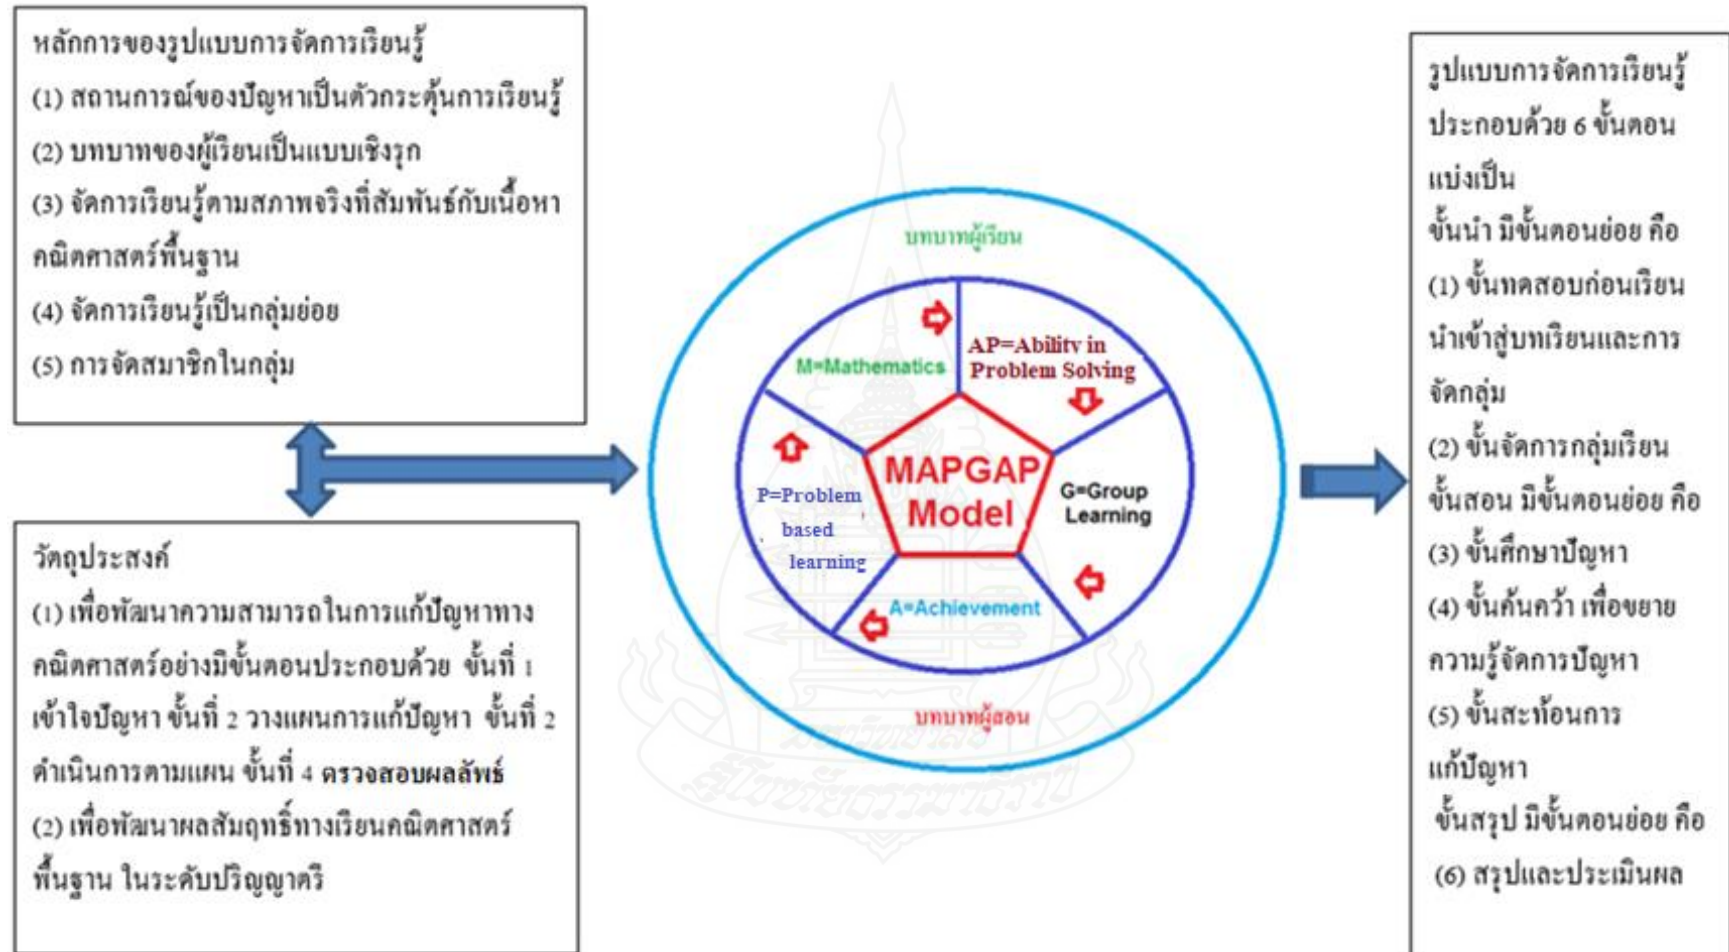 หลักการของรูปแบบการจัดการเรียนรู้
(1) สถานการณ์ของปัญหาเป็นตัวกระตุ้นการเรียนรู้
(2) บทบาทของผู้เรียนเป็นแบบเชิงรุก
(3) จัดการเรียนรู้ตามสภาพจริงที่สัมพันธ์กับเนื้อหา
คณิตศาสตร์พื้นฐาน
(4) จัดการเรียนรู้เป็นกลุ่มย่อย
(5) การจัดสมาชิกในกลุ่ม
วัตถุประสงค์
(1) เพื่อพัฒนาความสามารถในการแก้ปัญหาทาง
คณิตศาสตร์อย่างมีขั้นตอนประกอบด้วย ขั้นที่ 1
เข้าใจปัญหา ขั้นที่ 2 วางแผนการแก้ปัญหา ขั้นที่ 2
ดำเนินการตามแผน ขั้นที่ 4 ตรวจสอบผลลัพธ์
(2) เพื่อพัฒนาผลสัมฤทธิ์ทางเรียนคณิตศาสตร์
พื้นฐาน ในระดับปริญญาตรี
บทบาทผู้เรียน
M=Mathematics
AP=Ability in
Problem Solving
MAPGAP
Model
G=Group
Learning
P=Problem
based
learning
A=Achievement
บทบาทผู้สอน
มหาวิทยาลัย
สุโขทัยธรรมาธิราช
รูปแบบการจัดการเรียนรู้
ประกอบด้วย 6 ขั้นตอน
แบ่งเป็น
ขั้นนำ มีขั้นตอนย่อย คือ
(1) ขั้นทดสอบก่อนเรียน
นำเข้าสู่บทเรียนและการ
จัดกลุ่ม
(2) ขั้นจัดการกลุ่มเรียน
ขั้นสอน มีขั้นตอนย่อย คือ
(3) ขั้นศึกษาปัญหา
(4) ขั้นค้นคว้า เพื่อขยาย
ความรู้จัดการปัญหา
(5) ขั้นสะท้อนการ
แก้ปัญหา
ขั้นสรุป มีขั้นตอนย่อย คือ
(6) สรุปและประเมินผล